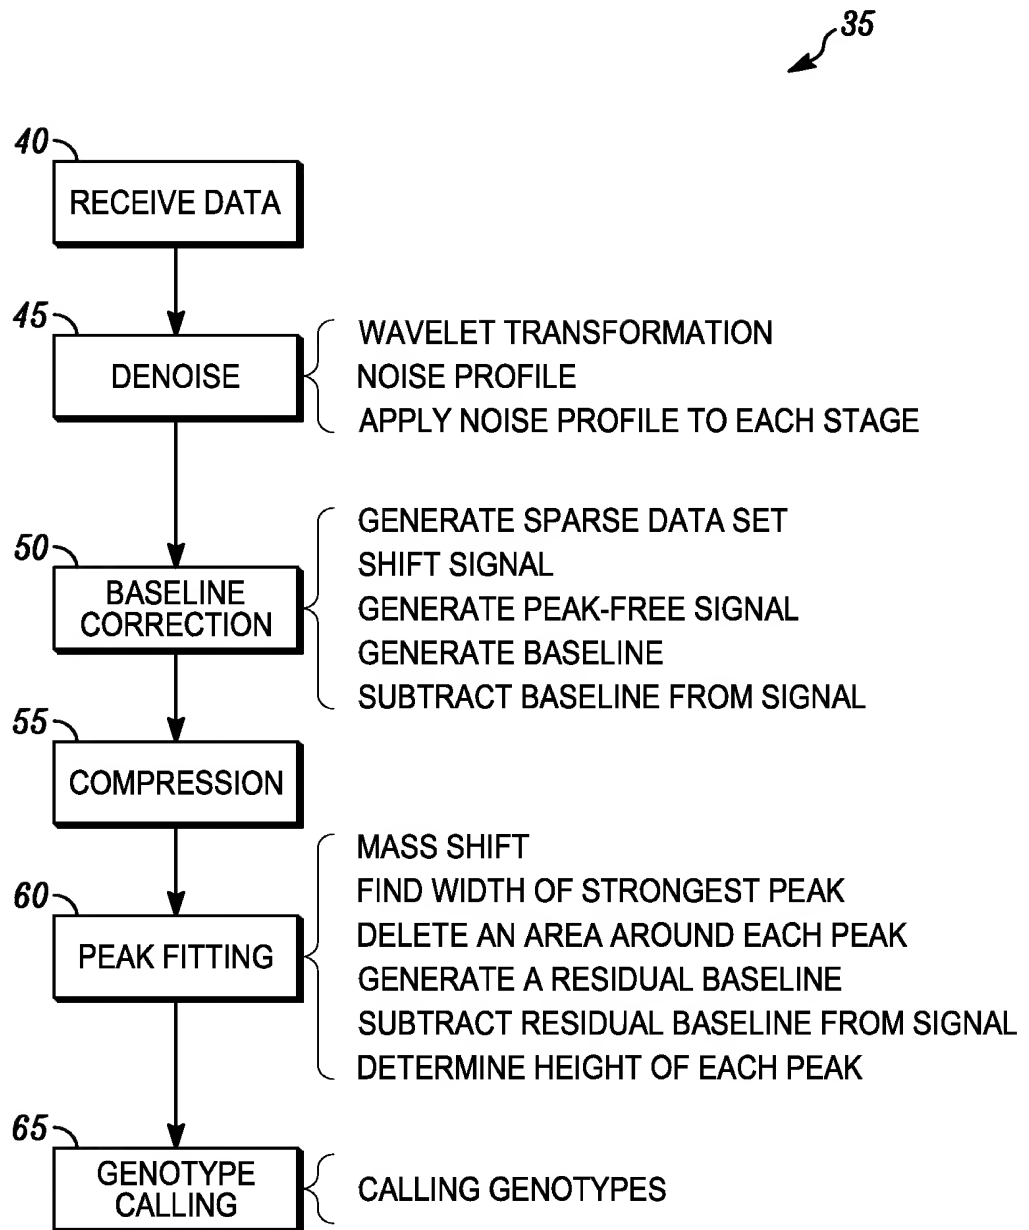 35
40
RECEIVE DATA
45
DENOISE
WAVELET TRANSFORMATION
NOISE PROFILE
APPLY NOISE PROFILE TO EACH STAGE
50
BASELINE
CORRECTION
GENERATE SPARSE DATA SET
SHIFT SIGNAL
GENERATE PEAK-FREE SIGNAL
GENERATE BASELINE
SUBTRACT BASELINE FROM SIGNAL
55
COMPRESSION
60
PEAK FITTING
MASS SHIFT
FIND WIDTH OF STRONGEST PEAK
DELETE AN AREA AROUND EACH PEAK
GENERATE A RESIDUAL BASELINE
SUBTRACT RESIDUAL BASELINE FROM SIGNAL
DETERMINE HEIGHT OF EACH PEAK
65
GENOTYPE
CALLING
CALLING GENOTYPES